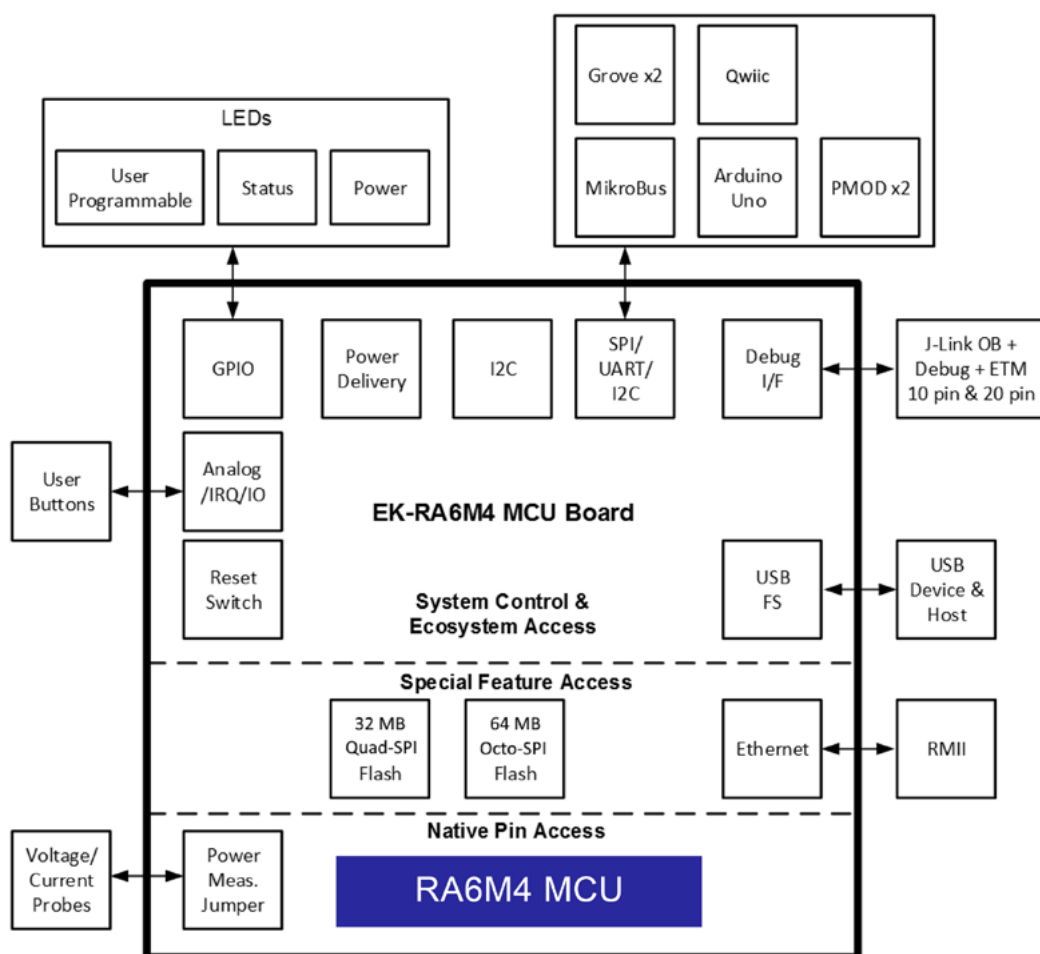 Grove x2
Qwiic
MikroBus
Arduino
Uno
PMOD x2
LEDs
User
Programmable
Status
Power
GPIO
Power
Delivery
I2C
SPI/
UART/
I2C
Debug
I/F
J-Link OB +
Debug + ETM
10 pin & 20 pin
User
Buttons
Analog
/IRQ/IO
EK-RA6M4 MCU Board
Reset
Switch
System Control &
Ecosystem Access
USB
FS
USB
Device &
Host
Special Feature Access
32 MB
Quad-SPI
Flash
64 MB
Octo-SPI
Flash
Ethernet
RMII
Native Pin Access
Voltage/
Current
Probes
Power
Meas.
Jumper
RA6M4 MCU